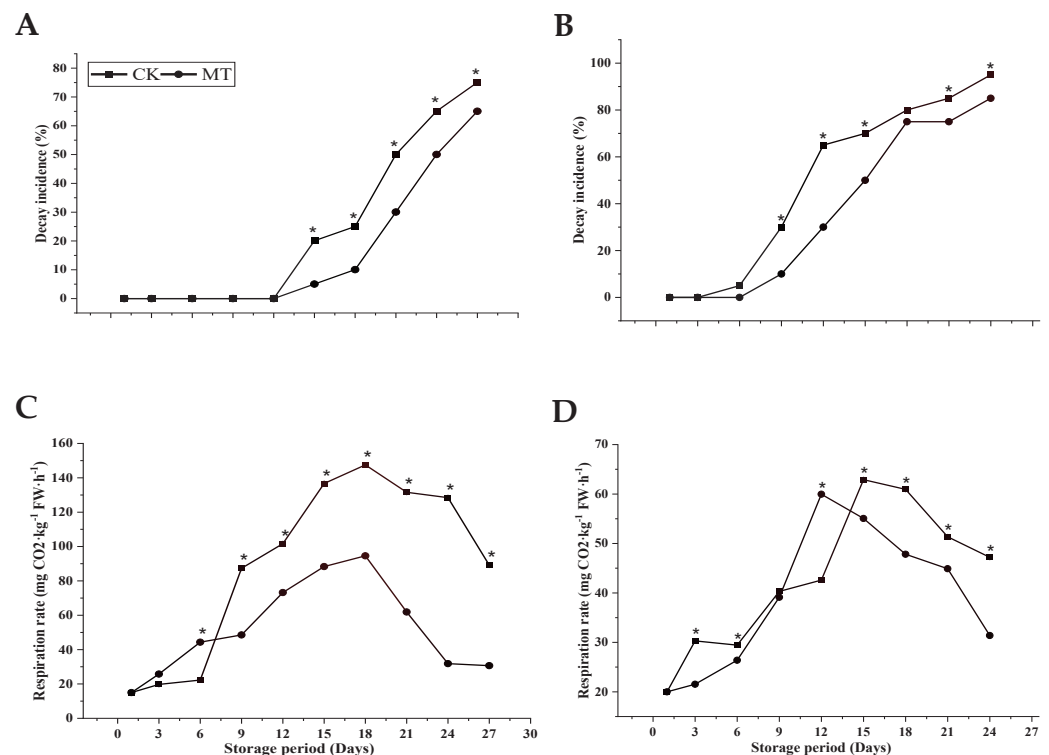 A
CK MT
Decay incidence (%)
80
70
60
50
40
30
20
10
0
* * * * *
B
Decay incidence (%)
100
80
60
40
20
0
* * * * *
C
Respiration rate (mg CO2·kg-1 FW·h-1)
160
140
120
100
80
60
40
20
0
* * * * * * * *
0 3 6 9 12 15 18 21 24 27 30
Storage period (Days)
D
Respiration rate (mg CO2·kg-1 FW·h-1)
70
60
50
40
30
20
* * * * * * *
0 3 6 9 12 15 18 21 24 27
Storage period (Days)